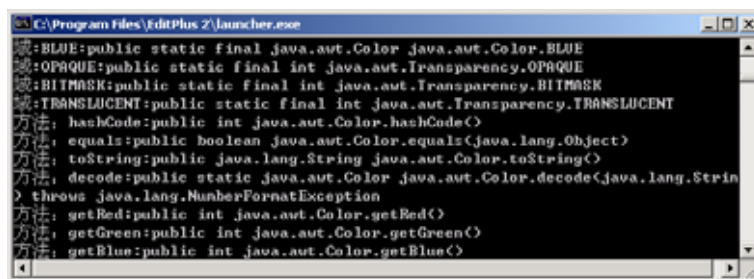 C:\Program Files\EditPlus 2\launcher.exe
域:BLUE:public static final java.awt.Color java.awt.Color.BLUE
域:OPAQUE:public static final int java.awt.Transparency.OPAQUE
域:BITMASK:public static final int java.awt.Transparency.BITMASK
域:TRANSLUCENT:public static final int java.awt.Transparency.TRANSLUCENT
方法: hashCode:public int java.awt.Color.hashCode()
方法: equals:public boolean java.awt.Color.equals(java.lang.Object)
方法: toString:public java.lang.String java.awt.Color.toString()
方法: decode:public static java.awt.Color java.awt.Color.decode(java.lang.Strin
) throws java.lang.NumberFormatException
方法: getRed:public int java.awt.Color.getRed()
方法: getGreen:public int java.awt.Color.getGreen()
方法: getBlue:public int java.awt.Color.getBlue()